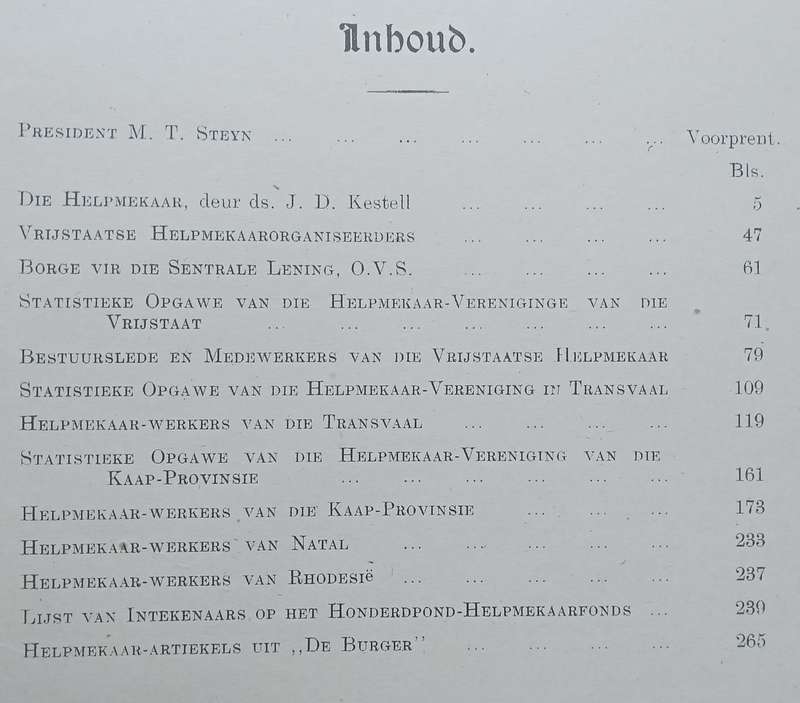 Inhoud.
President M. T. Steyn ... ... ... ... ... ... ... Voorprent.
Bls.
Die Helpmekaar, deur ds. J. D. Kestell ... ... ... ... 5
Vrijstaatse Helpmekaarorganiseerders ... ... ... ... 47
Borge vir die Sentrale Lening, O.V.S. ... ... ... ... 61
Statistieke Opgawe van die Helpmekaar-Vereniginge van die
Vrijstaat ... ... ... ... ... ... ... 71
Bestuurslede en Medewerkers van die Vrijstaatse Helpmekaar 79
Statistieke Opgawe van die Helpmekaar-Vereniging in Transvaal 109
Helpmekaar-werkers van die Transvaal ... ... ... ... 119
Statistieke Opgawe van die Helpmekaar-Vereniging van die
Kaap-Provinsie ... ... ... ... ... ... 161
Helpmekaar-werkers van die Kaap-Provinsie ... ... ... 173
Helpmekaar-werkers van Natal ... ... ... ... ... 233
Helpmekaar-werkers van Rhodesië ... ... ... ... ... 237
Lijst van Intekenaars op het Honderdpond-Helpmekaarfonds ... 239
Helpmekaar-artiekels uit ,,De Burger" ... ... ... ... 265